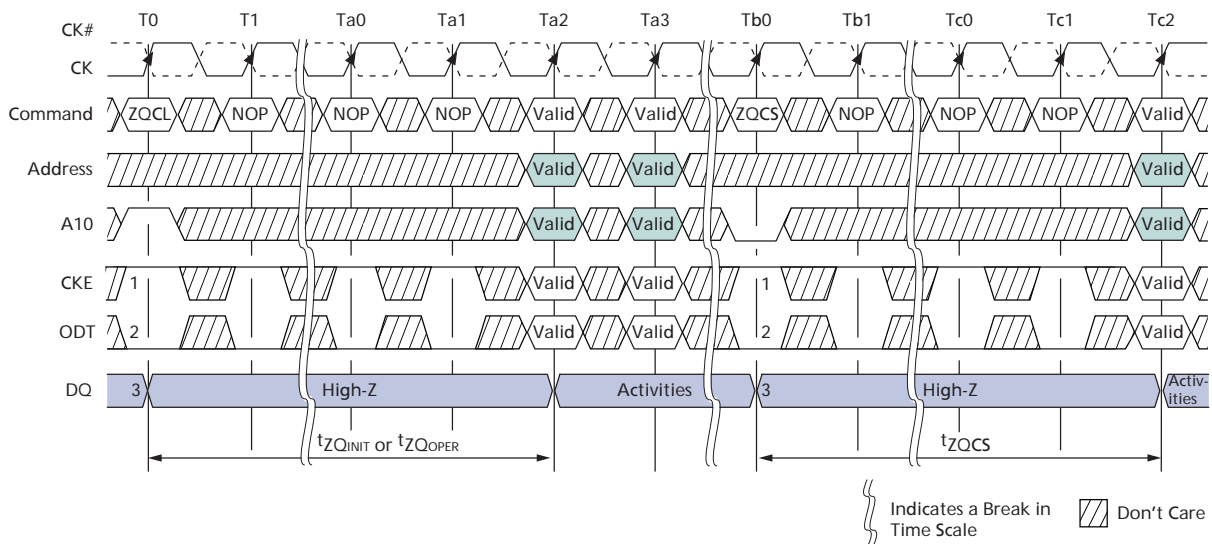 T0 T1 Ta0 Ta1 Ta2 Ta3 Tb0 Tb1 Tc0 Tc1 Tc2
CK#
CK
Command ZQCL NOP NOP NOP Valid Valid ZQCS NOP NOP NOP Valid
Address Valid Valid Valid
A10 Valid Valid Valid
CKE 1 Valid Valid 1 Valid
ODT 2 Valid Valid 2 Valid
DQ 3 High-Z Activities 3 High-Z Activ-
ities
tZQINIT or tZQOPER tZQCS
Indicates a Break in
Time Scale
Don't Care